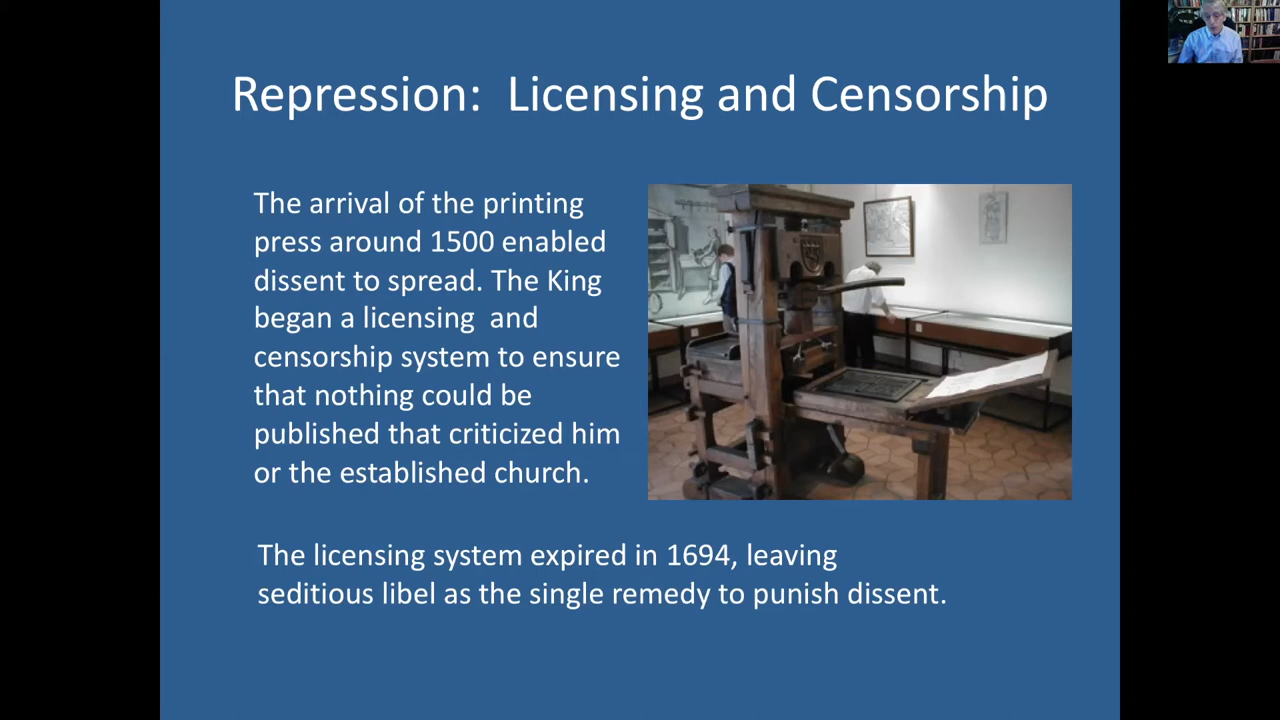 Repression:  Licensing and Censorship
The arrival of the printing
press around 1500 enabled
dissent to spread. The King
began a licensing  and
censorship system to ensure
that nothing could be
published that criticized him
or the established church.
The licensing system expired in 1694, leaving
seditious libel as the single remedy to punish dissent.